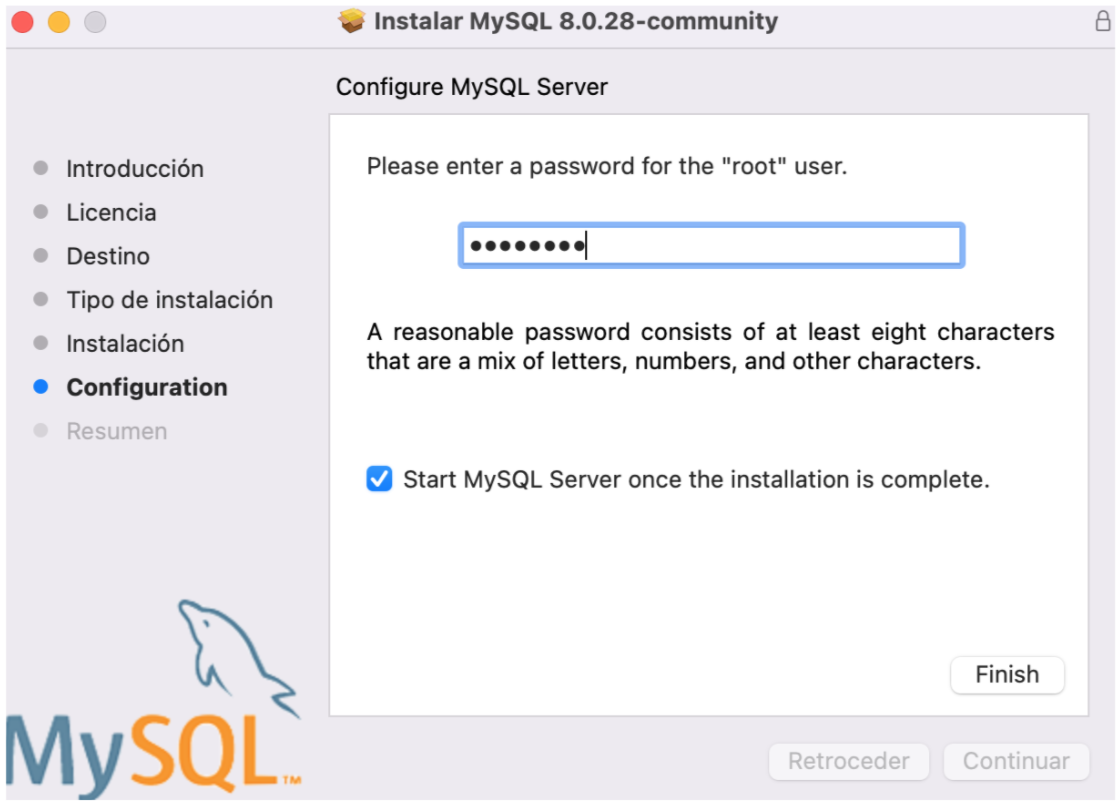 Instalar MySQL 8.0.28-community
Configure MySQL Server
Introducción
Licencia
Destino
Tipo de instalación
Instalación
Configuration
Resumen
Please enter a password for the "root" user.
••••••••
A reasonable password consists of at least eight characters
that are a mix of letters, numbers, and other characters.
Start MySQL Server once the installation is complete.
Finish
MySQL™
Retroceder
Continuar